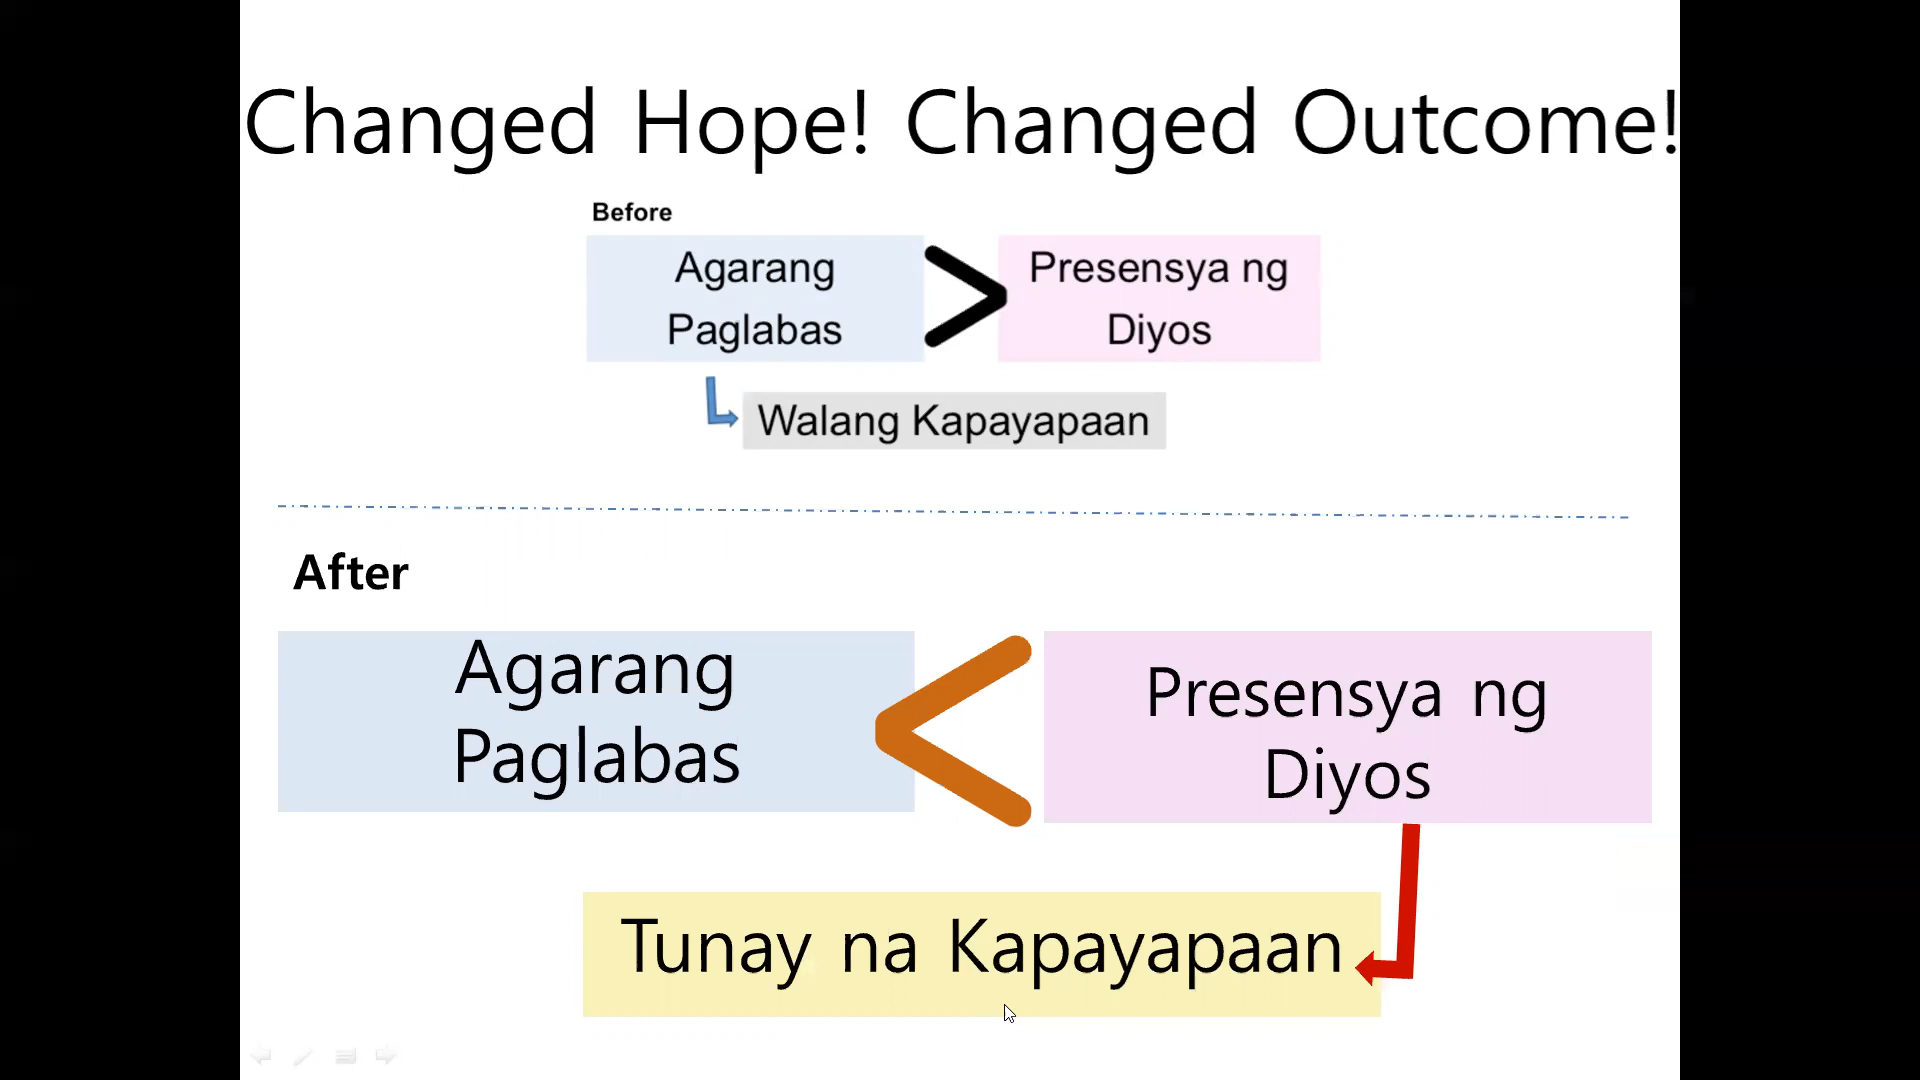 Changed Hope! Changed Outcome!
Before
Agarang
Paglabas
>
Presensya ng
Diyos
Walang Kapayapaan
After
Agarang
Paglabas
<
Presensya ng
Diyos
Tunay na Kapayapaan